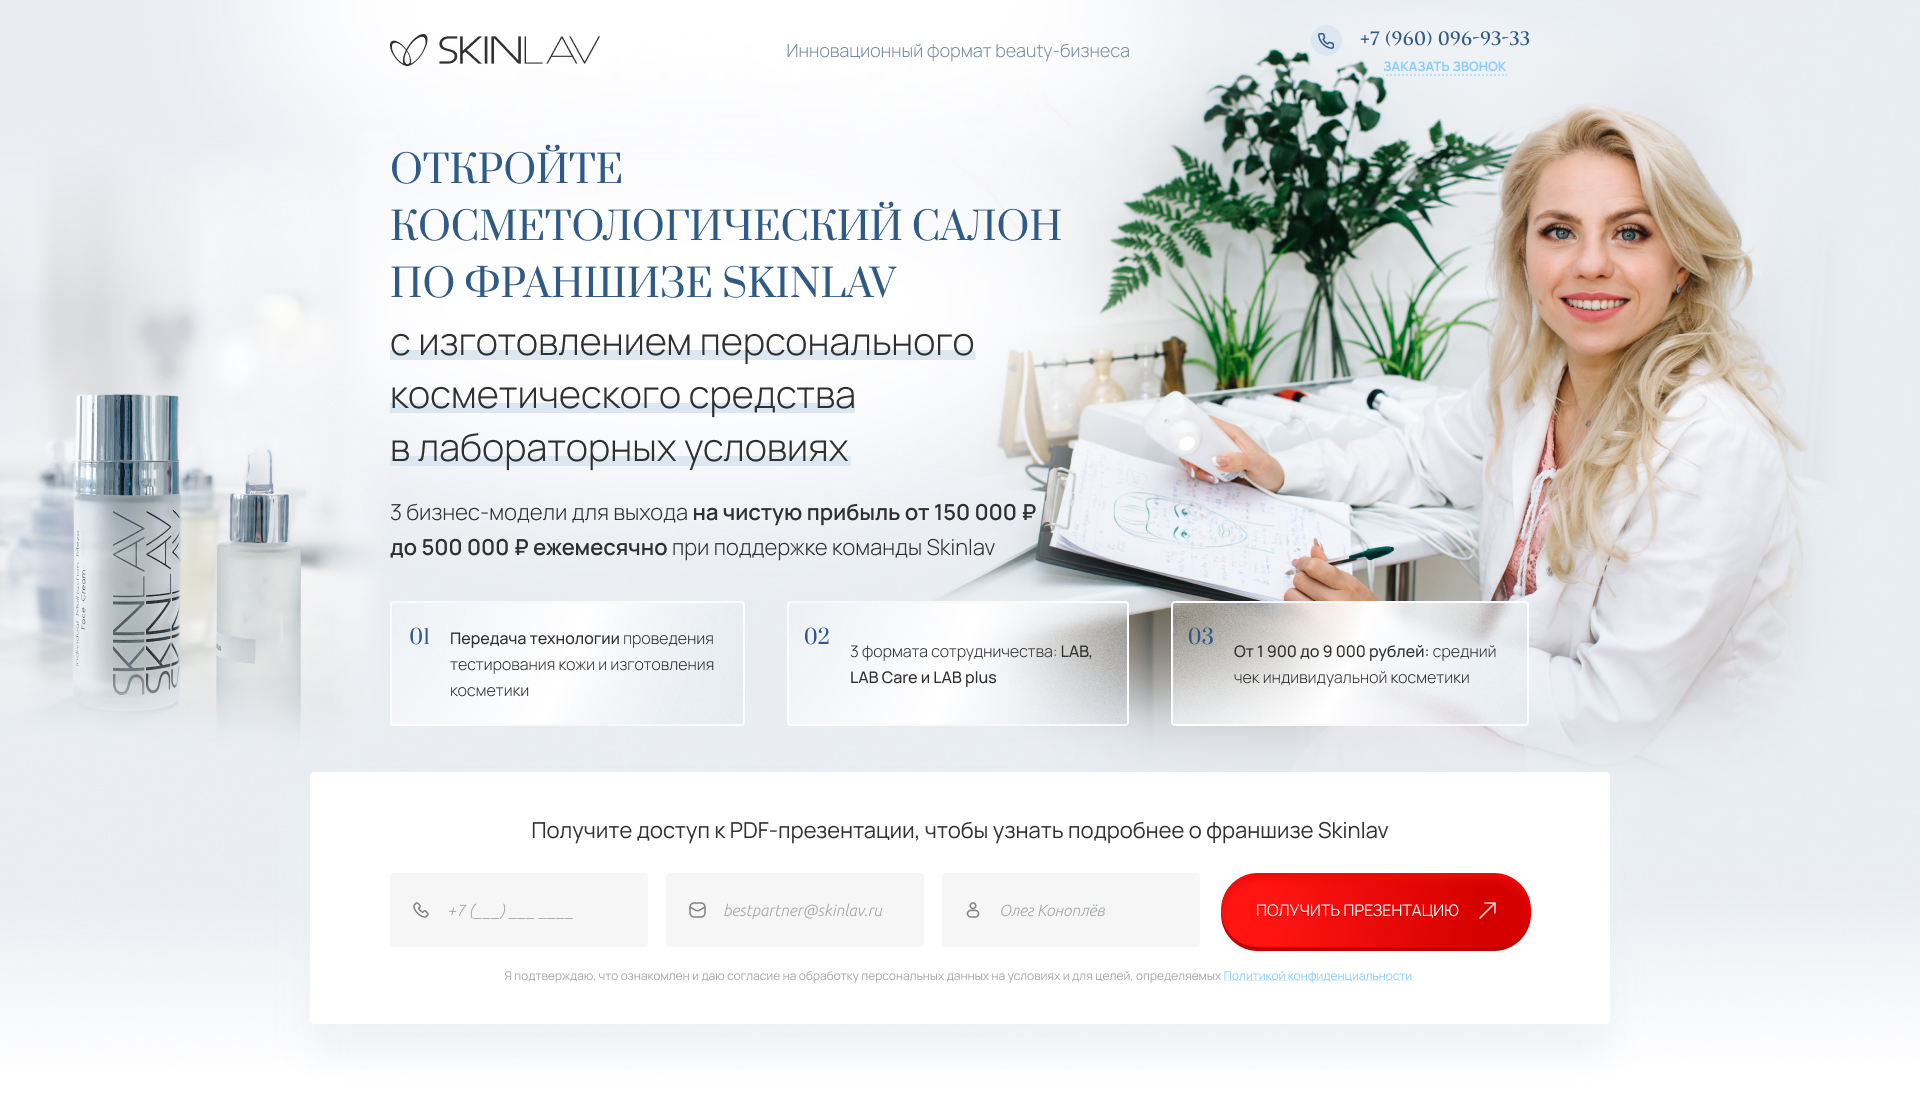 SKINLAV
Инновационный формат beauty-бизнеса
+7 (960) 096-93-33
ЗАКАЗАТЬ ЗВОНОК
ОТКРОЙТЕ
КОСМЕТОЛОГИЧЕСКИЙ САЛОН
ПО ФРАНШИЗЕ SKINLAV
с изготовлением персонального
косметического средства
в лабораторных условиях
3 бизнес-модели для выхода на чистую прибыль от 150 000 ₽
до 500 000 ₽ ежемесячно при поддержке команды Skinlav
SKINLAV
SKINLAV
SKINLAV
Face Cream
01
Передача технологии проведения
тестирования кожи и изготовления
косметики
02
3 формата сотрудничества: LAB,
LAB Care и LAB plus
03
От 1 900 до 9 000 рублей: средний
чек индивидуальной косметики
Получите доступ к PDF-презентации, чтобы узнать подробнее о франшизе Skinlav
+7 (___) ___ ____
bestpartner@skinlav.ru
Олег Коноплёв
ПОЛУЧИТЬ ПРЕЗЕНТАЦИЮ
Я подтверждаю, что ознакомлен и даю согласие на обработку персональных данных на условиях и для целей, определяемых Политикой конфиденциальности